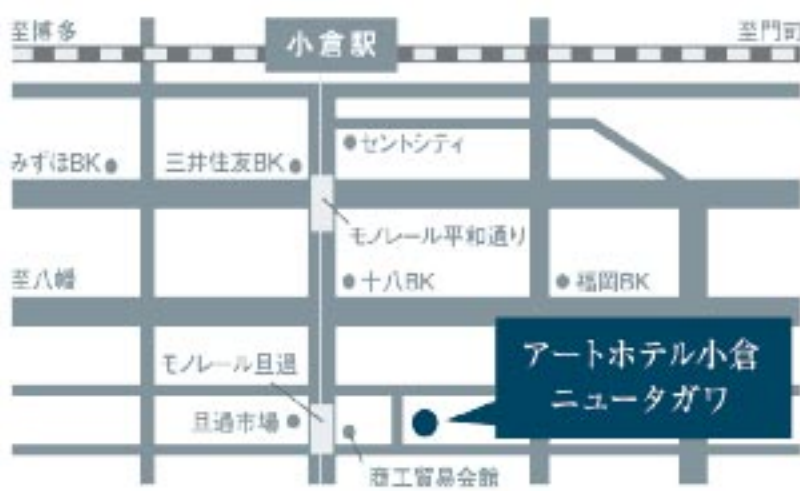 至博多
小倉駅
至門司
みずほBK
三井住友BK
セントシティ
モノレール平和通り
至八幡
十八BK
福岡BK
アートホテル小倉
ニュータガワ
モノレール旦過
旦過市場
商工貿易会館